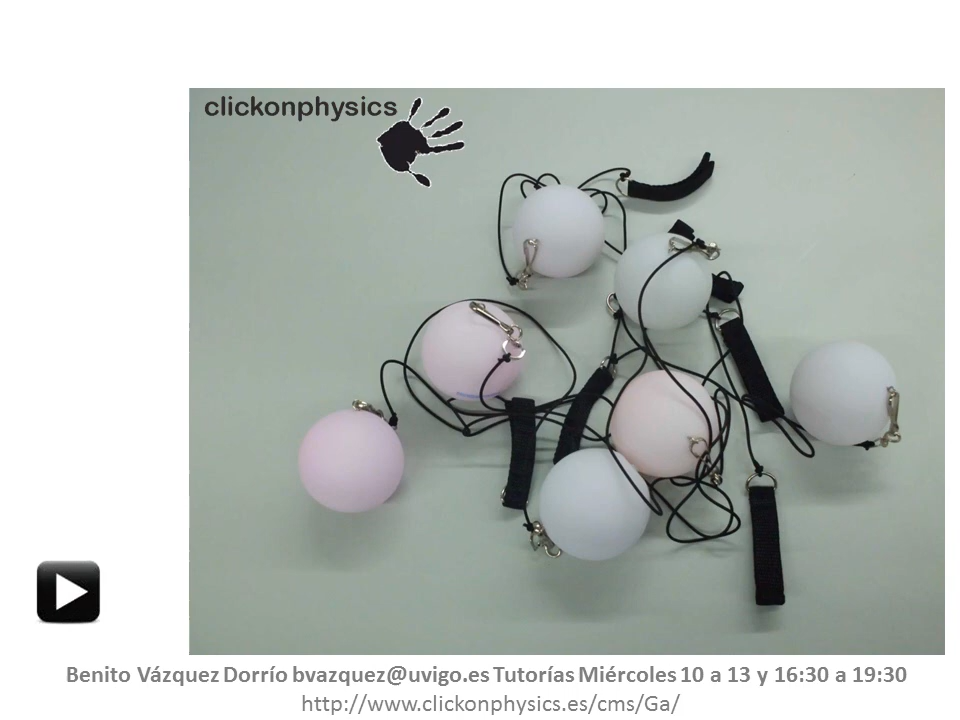 clickonphysics
Benito Vázquez Dorrío bvazquez@uvigo.es Tutorías Miércoles 10 a 13 y 16:30 a 19:30
http://www.clickonphysics.es/cms/Ga/